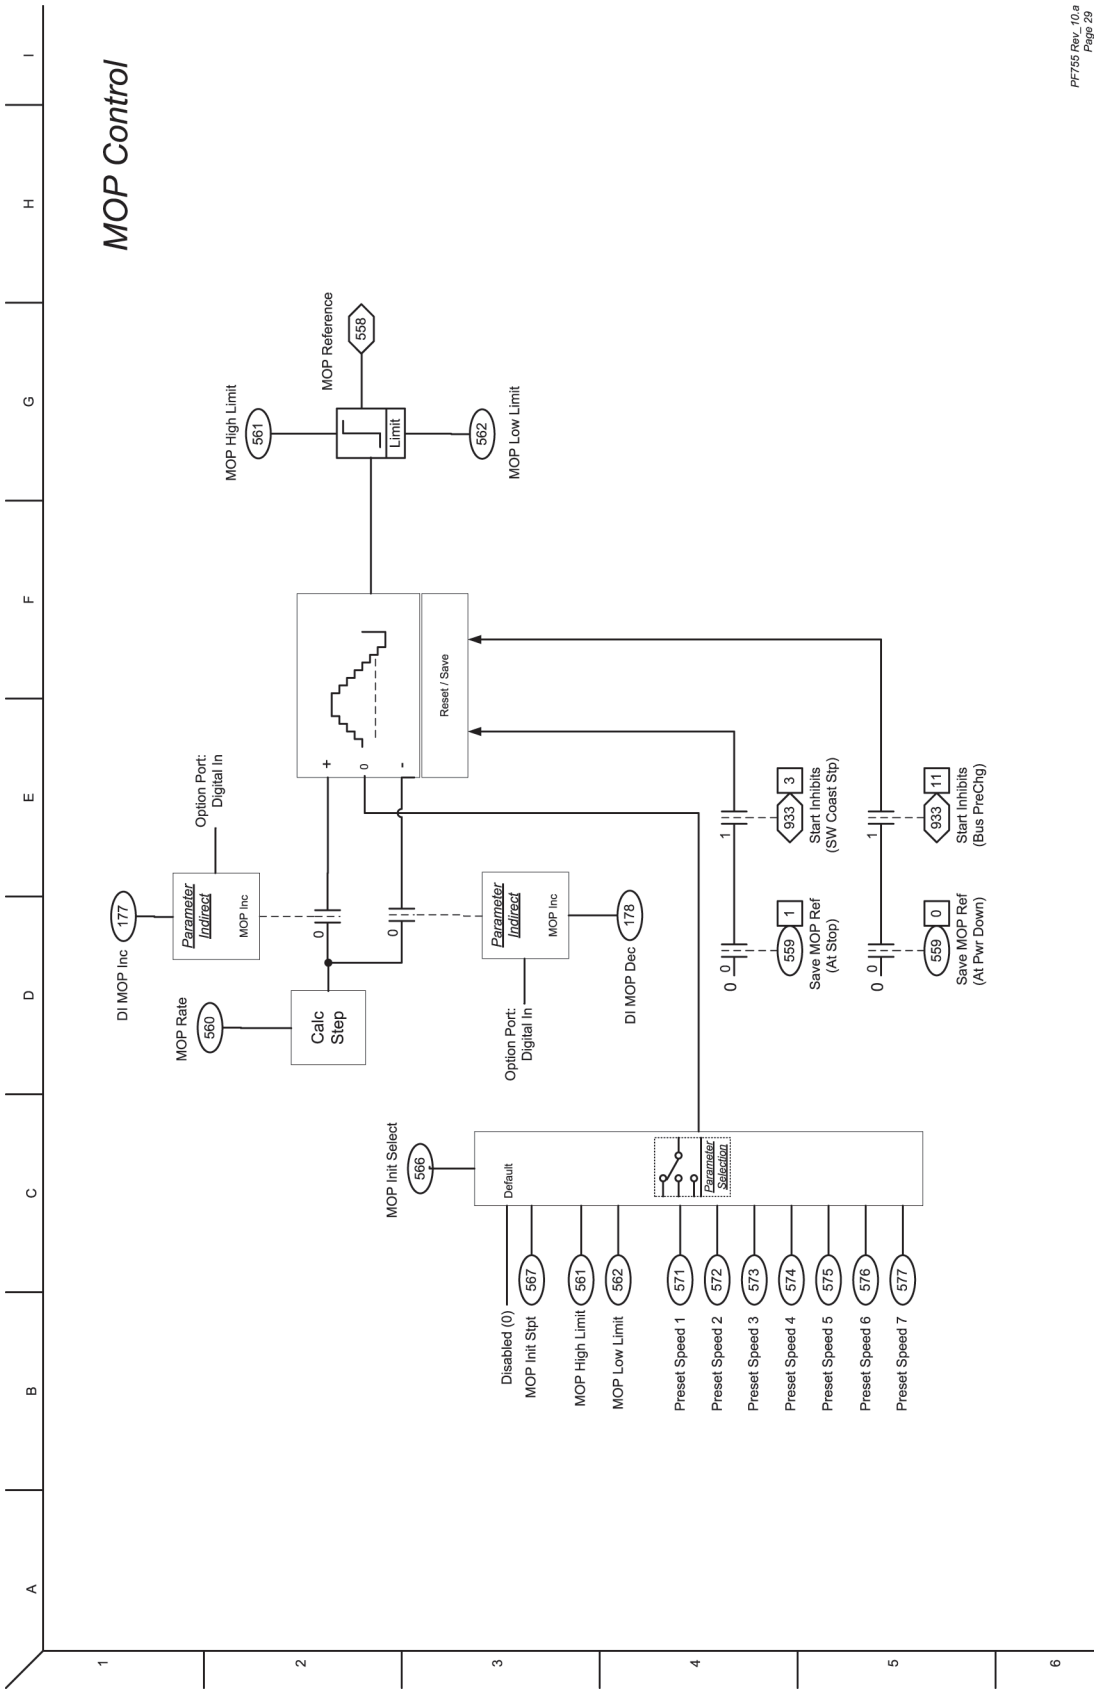 A
B
C
D
E
F
G
H
I
1
2
3
4
5
6
MOP Control
DI MOP Inc
177
Parameter
Indirect
MOP Inc
Option Port:
Digital In
MOP Rate
560
Calc
Step
0
0
+
0
-
Reset / Save
MOP High Limit
561
Limit
562
MOP Low Limit
MOP Reference
558
Parameter
Indirect
MOP Inc
Option Port:
Digital In
DI MOP Dec
178
MOP Init Select
566
Default
Parameter
Selection
Disabled (0)
MOP Init Stpt
567
MOP High Limit
561
MOP Low Limit
562
Preset Speed 1
571
Preset Speed 2
572
Preset Speed 3
573
Preset Speed 4
574
Preset Speed 5
575
Preset Speed 6
576
Preset Speed 7
577
0
0
1
559
1
Save MOP Ref
(At Stop)
933
3
Start Inhibits
(SW Coast Stp)
0
0
1
559
0
Save MOP Ref
(At Pwr Down)
933
11
Start Inhibits
(Bus PreChg)
PF755 Rev_10.a
Page 29